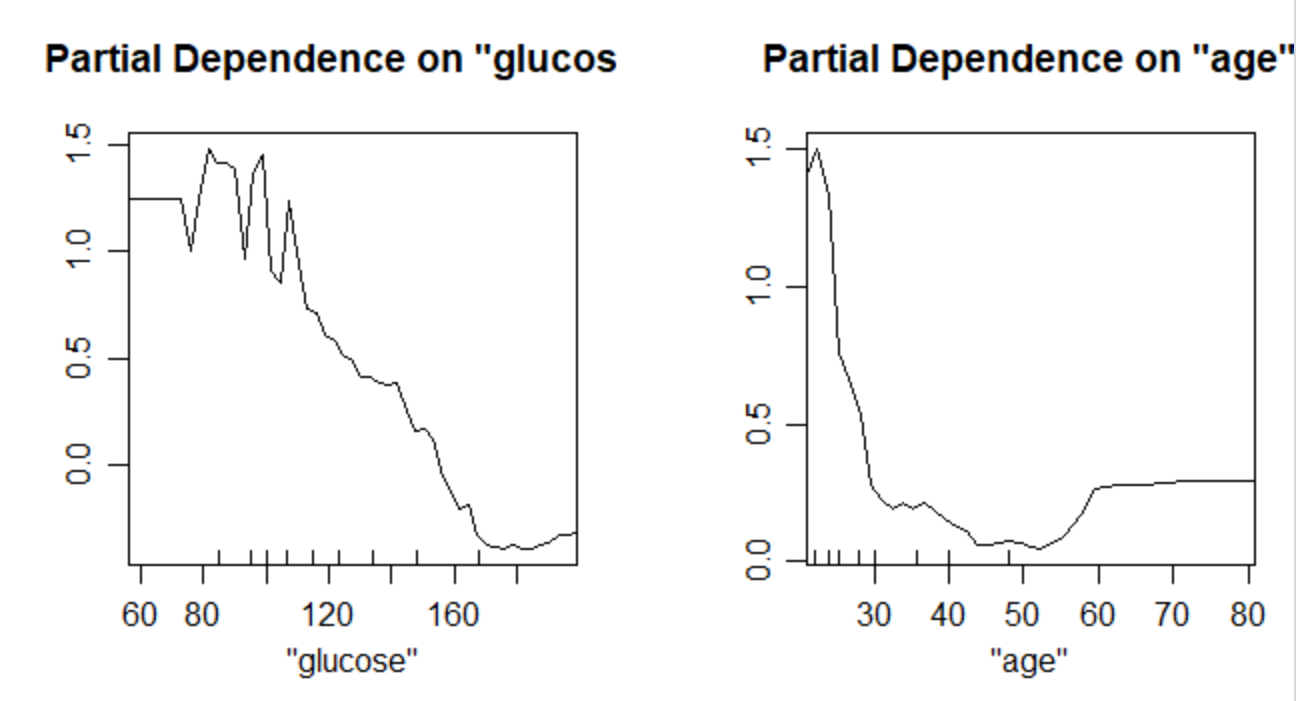 Partial Dependence on "glucos
1.5
1.0
0.5
0.0
60 80 120 160
"glucose"
Partial Dependence on "age"
1.5
1.0
0.5
0.0
30 40 50 60 70 80
"age"